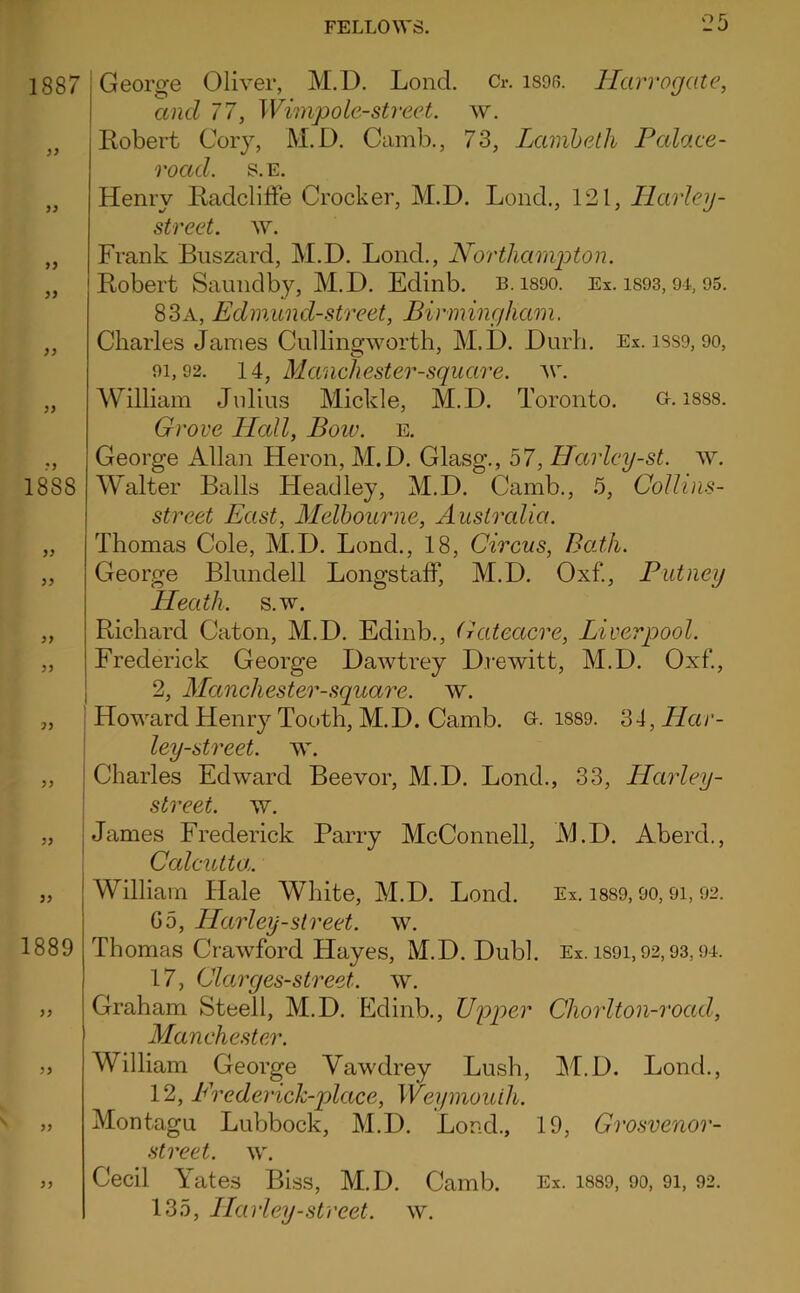 FELLOWS. 25
1887 George Oliver, M.D. Lond. Cr. 1896. Harrogate,
and 77, Wimpole-street. W.
„ Robert Cory, M.D. Camb., 73, Lambeth Palace-
road. S.E.
„ Henry Radcliffe Crocker, M.D. Lond., 121, Harley-
street. W.
„ Frank Buszard, M.D. Lond., Northampton.
„ Robert Saundby, M.D. Edinb. B. 1890. Ex. 1893, 94, 95.
83A, Edmund-street, Birmingham.
„ Charles James Cullingworth, M.D. Durh. Ex. 1889, 90,
91, 92. 14, Manchester-square. W.
„ William Julius Mickle, M.D. Toronto. G. 1888.
Grove Hall, Bow. E.
„ George Allan Heron, M.D. Glasg., 57, Harley-st. W.
1888 Walter Balls Headley, M.D. Camb., 5, Collins-
street East, Melbourne, Australia.
„ Thomas Cole, M.D. Lond., 18, Circus, Bath.
„ George Blundell Longstaff, M.D. Oxf., Putney
Heath. S.W.
„ Richard Caton, M.D. Edinb., Gateacre, Liverpool.
„ Frederick George Dawtrey Drewitt, M.D. Oxf.,
2, Manchester-square. W.
„ Howard Henry Tooth, M.D. Camb. G. 1889. 34, Har-
ley-street. W.
„ Charles Edward Beevor, M.D. Lond., 33, Harley-
street. W.
„ James Frederick Parry McConnell, M.D. Aberd.,
Calcutta.
„ William Hale White, M.D. Lond. Ex. 1889, 90, 91, 92.
65, Harley-street. W.
1889 Thomas Crawford Hayes, M.D. Dubl. Ex. 1891, 92, 93, 94.
17, Clarges-street. W.
„ Graham Steell, M.D. Edinb., Upper Chorlton-road,
Manchester.
„ William George Vawdrey Lush, M.D. Lond.,
12, Frederick-place, Weymouth.
„ Montagu Lubbock, M.D. Lond., 19, Grosvenor-
street. W.
„ Cecil Yates Biss, M.D. Camb. Ex. 1889, 90, 91, 92.
135, Harley-street. W.